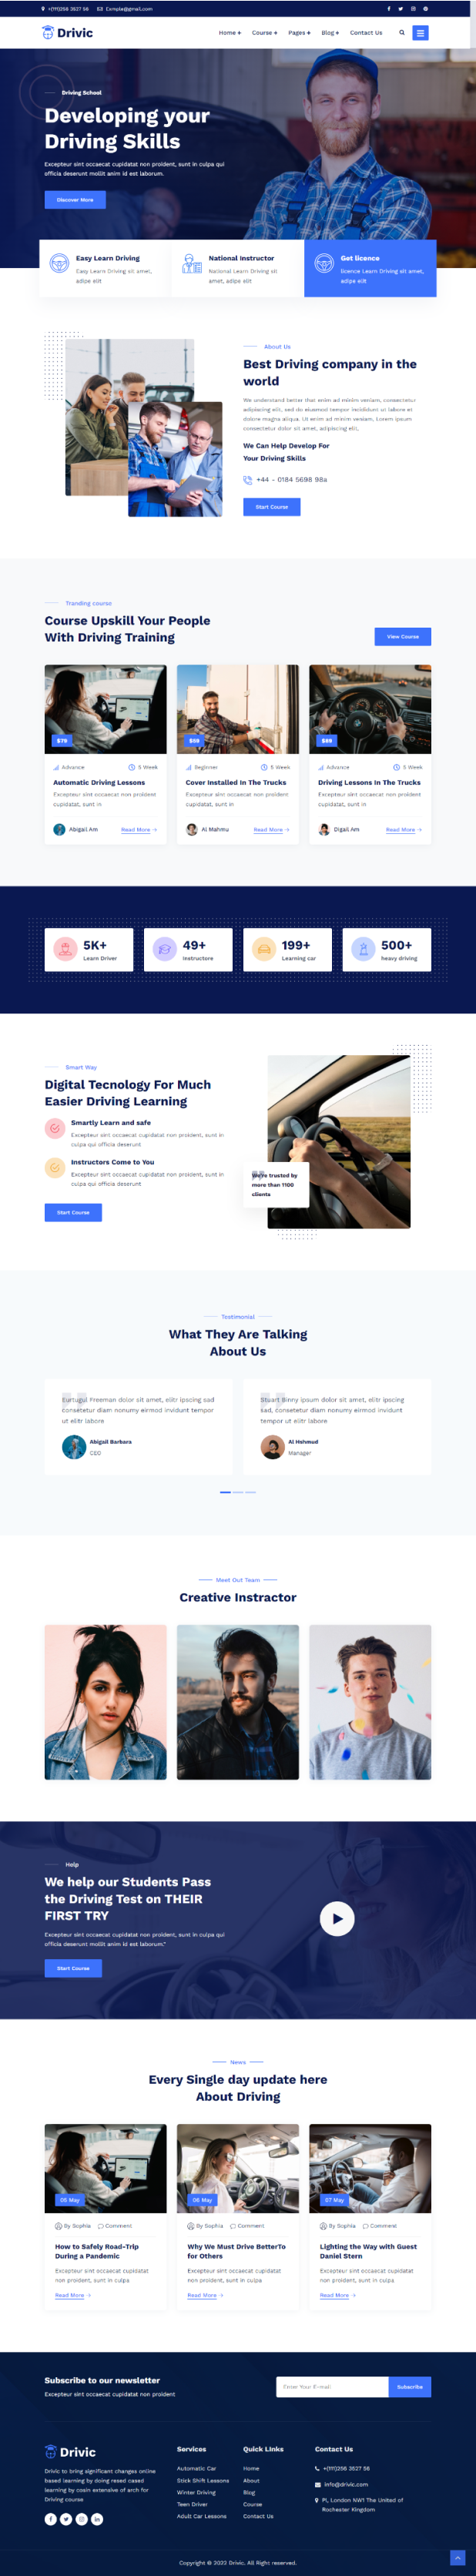 +(111)256 3527 56 Exmple@gmail.com
Drivic
Home + Course + Pages + Blog + Contact Us
Driving School
Developing your
Driving Skills
Excepteur sint occaecat cupidatat non proident, sunt in culpa qui
officia deserunt mollit anim id est laborum.
Discover More
Easy Learn Driving
Easy Learn Driving sit amet,
adipe elit
National Instructor
National Learn Driving sit
amet, adipe elit
Get licence
licence Learn Driving sit amet,
adipe elit
About Us
Best Driving company in the
world
We understand better that enim ad minim veniam, consectetur
adipiscing elit, sed do eiusmod tempor incididunt ut labore et
dolore magna aliqua. Ut enim ad minim veniam. Lorem ipsum
consectetur dolor sit amet, adipiscing elit.
We Can Help Develop For
Your Driving Skills
+44 - 0184 5698 98a
Start Course
Tranding course
Course Upskill Your People
With Driving Training
View Course
$79
Advance 5 Week
Automatic Driving Lessons
Excepteur sint occaecat non proident
cupidatat, sunt in
Abigail Am Read More
Beginner 5 Week
Cover Installed In The Trucks
Excepteur sint occaecat non proident
cupidatat, sunt in
Al Mahmu Read More
$89
Advance 5 Week
Driving Lessons In The Trucks
Excepteur sint occaecat non proident
cupidatat, sunt in
Digall Am Read More
5K+
Learn Driver
49+
Instructore
199+
Learning car
500+
heavy driving
Smart Way
Digital Tecnology For Much
Easier Driving Learning
Smartly Learn and safe
Excepteur sint occaecat cupidatat non proident, sunt in
culpa qui officia deserunt
Instructors Come to You
Excepteur sint occaecat cupidatat non proident, sunt in
culpa qui officia deserunt
Start Course
We're trusted by
more than 1100
clients
Testimonial
What They Are Talking
About Us
Eurtugul Freeman dolor sit amet, elitr ipscing sad
consetetur diam nonumy eirmod invidunt tempor
ut elitr labore
Abigail Barbara
CEO
Stuart Binny ipsum dolor sit amet, elitr ipscing
sad, consetetur diam nonumy eirmod invidunt
tempor ut elitr labore
Al Hahmud
Manager
Meet Out Team
Creative Instractor
Help
We help our Students Pass
the Driving Test on THEIR
FIRST TRY
Excepteur sint occaecat cupidatat non proident, sunt in culpa qui
officia deserunt mollit anim id est laborum."
Start Course
News
Every Single day update here
About Driving
05 May
By Sophia Comment
How to Safely Road-Trip
During a Pandemic
Excepteur sint occaecat cupidatat
non proident, sunt in culpa
Read More
06 May
By Sophia Comment
Why We Must Drive BetterTo
for Others
Excepteur sint occaecat cupidatat
non proident, sunt in culpa
Read More
07 May
By Sophia Comment
Lighting the Way with Guest
Daniel Stern
Excepteur sint occaecat cupidatat
non proident, sunt in culpa
Read More
Subscribe to our newsletter
Excepteur sint occaecat cupidatat non proident
Enter Your E-mail
Subscribe
Drivic
Drivic to bring significant changes online
based learning by doing resed cased
learning by cosin extensive of arch for
Driving course
Services
Automatic Car
Stick Shift Lessons
Winter Driving
Teen Driver
Adult Car Lessons
Quick Links
Home
About
Blog
Course
Contact Us
Contact Us
+(111)256 3527 56
info@drivic.com
Pl, London NW1 The United of
Rochester Kingdom
Copyright © 2023 Drivic. All Right reserved.